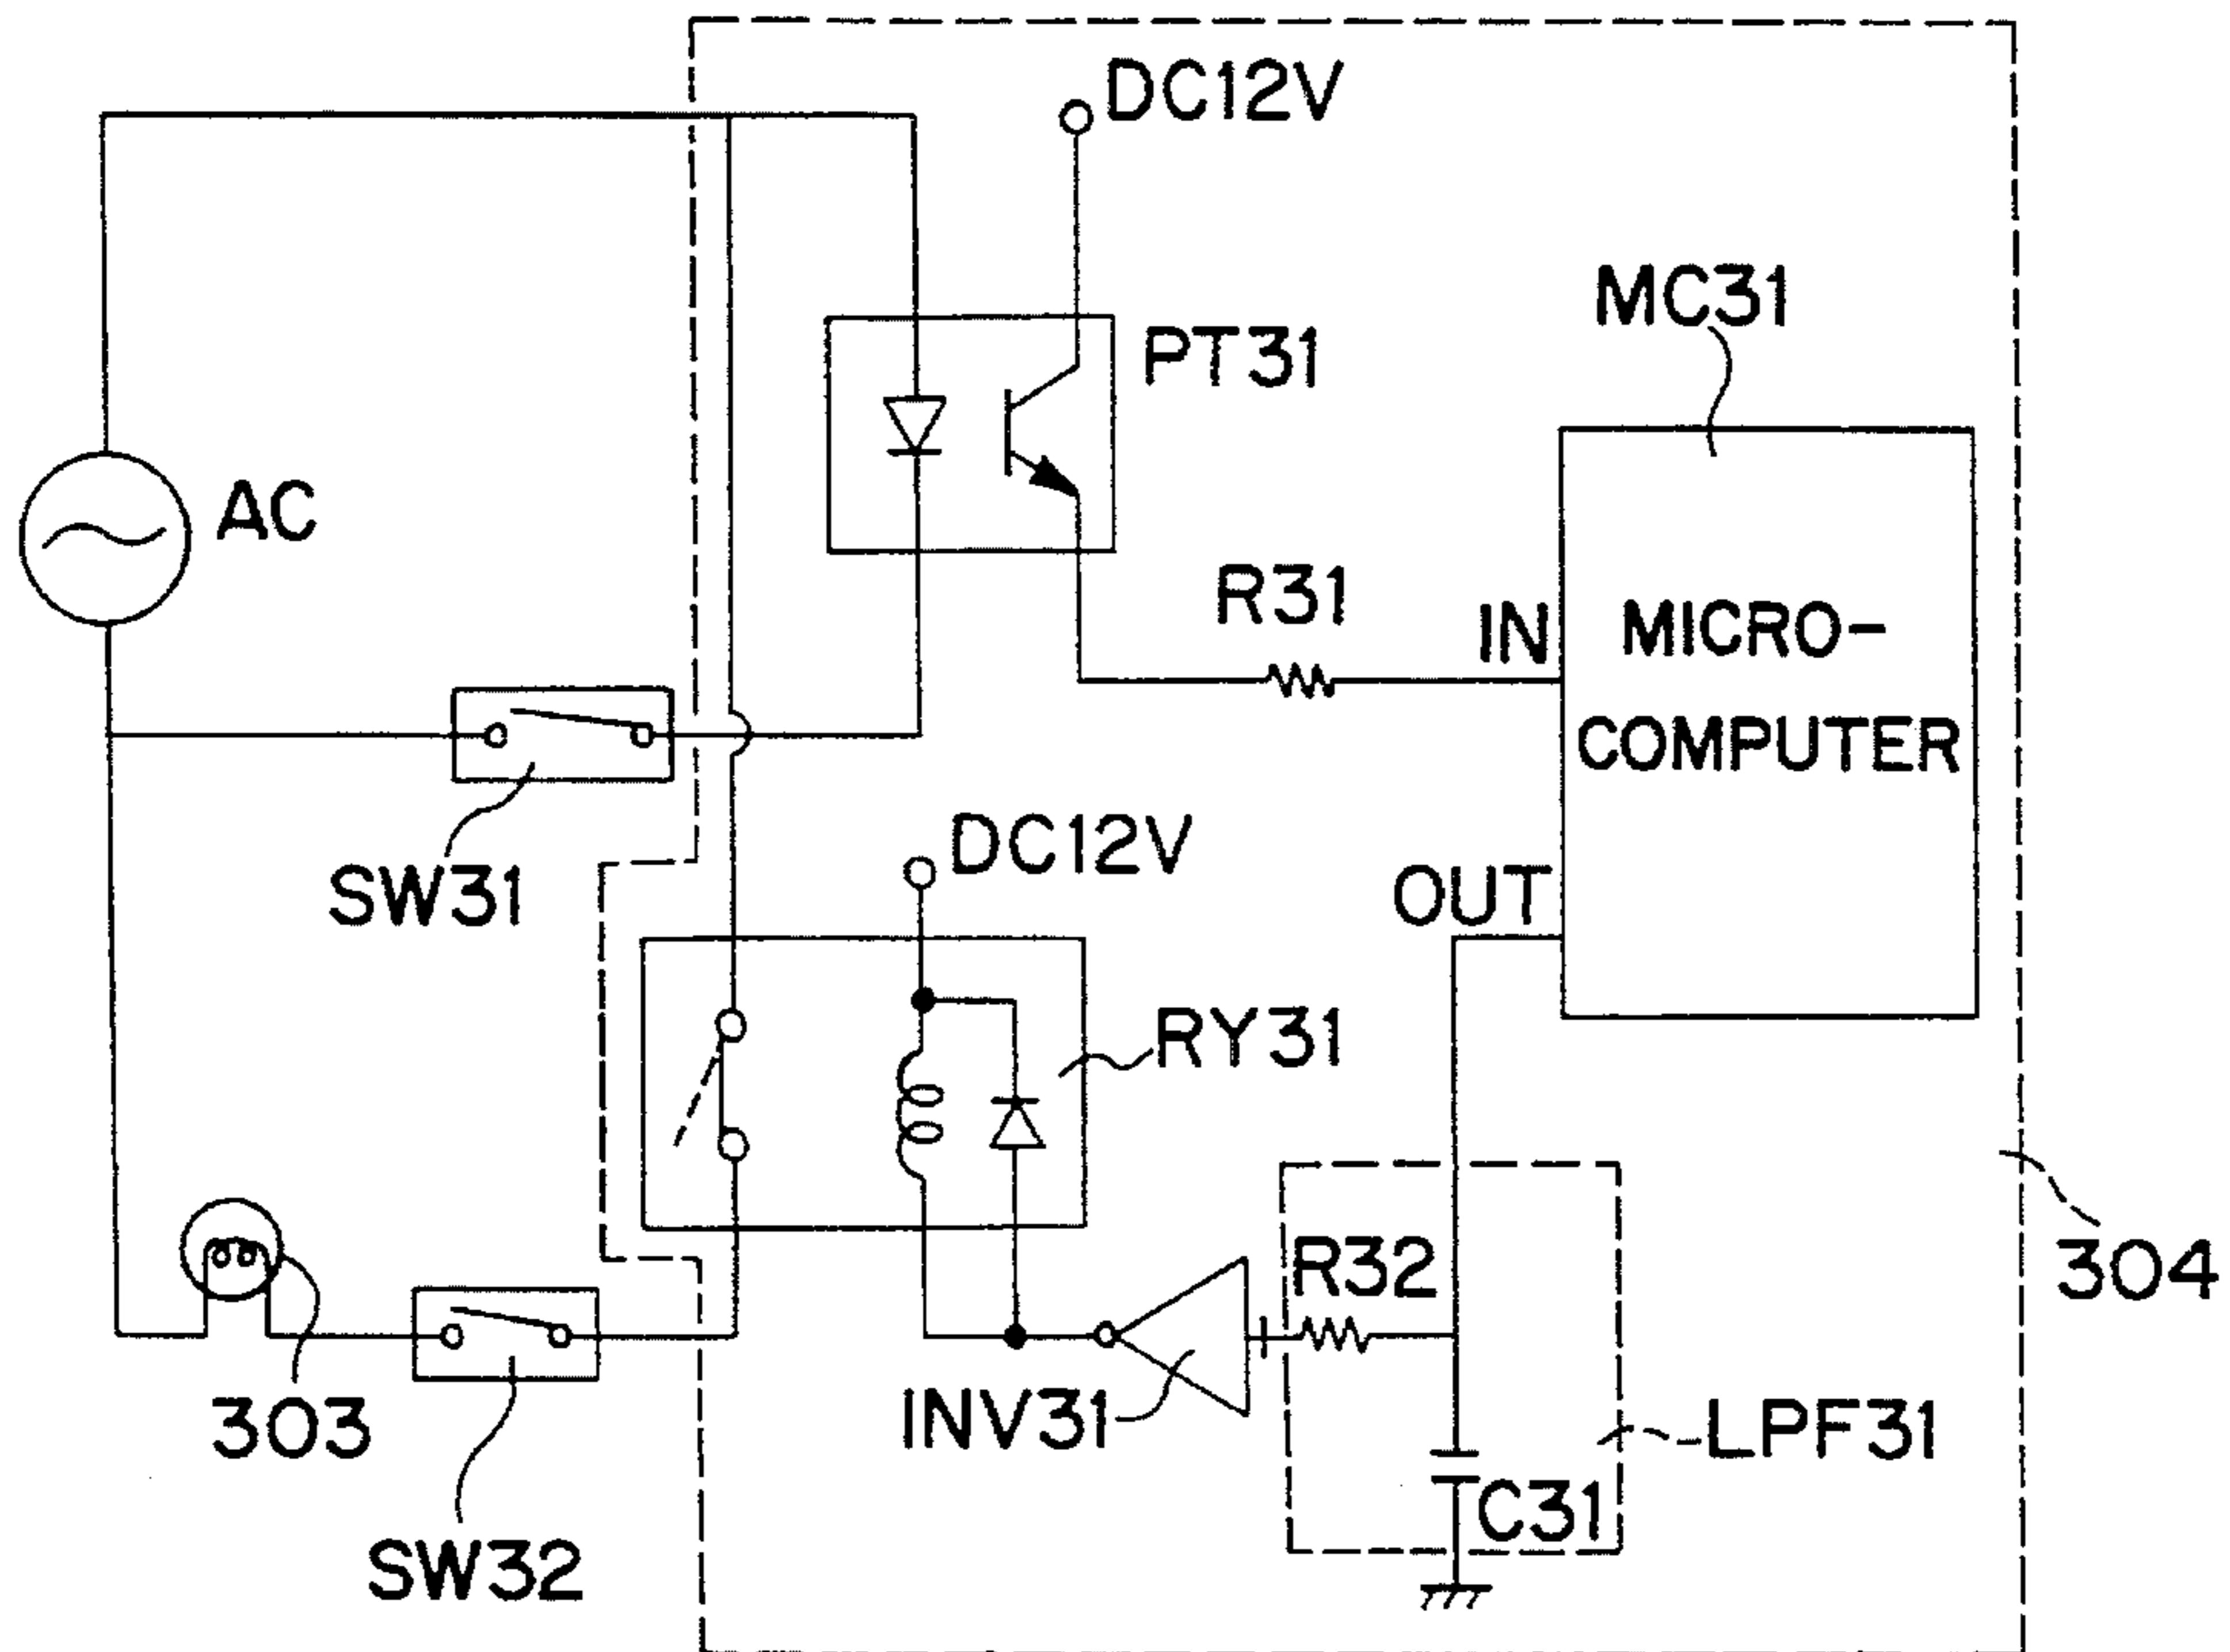 DC12V
MC31
PT31
AC
R31
IN
MICRO-
COMPUTER
SW31
DC12V
OUT
RY31
R32
304
303
INV31
LPF31
C31
SW32